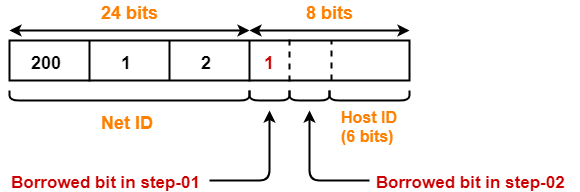 24 bits 8 bits
200 1 2 1
Net ID Host ID
(6 bits)
Borrowed bit in step-01 Borrowed bit in step-02